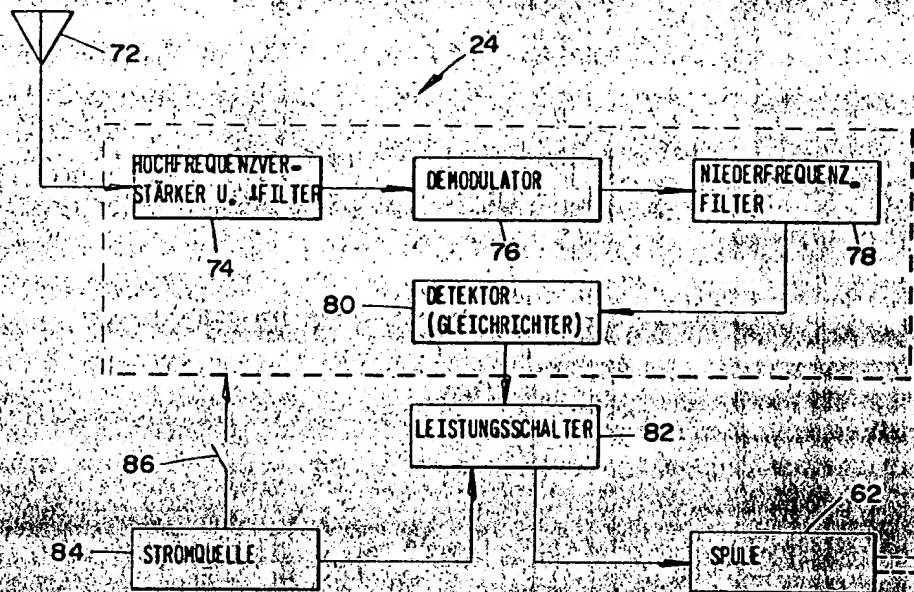 72
24
HOCHFREQUENZVER-
STÄRKER U. -FILTER
DEMODULATOR
NIEDERFREQUENZ-
FILTER
74
76
78
80
DETEKTOR
(GLEICHRICHTER)
LEISTUNGSSCHALTER
82
86
62
84
STROMQUELLE
SPULE